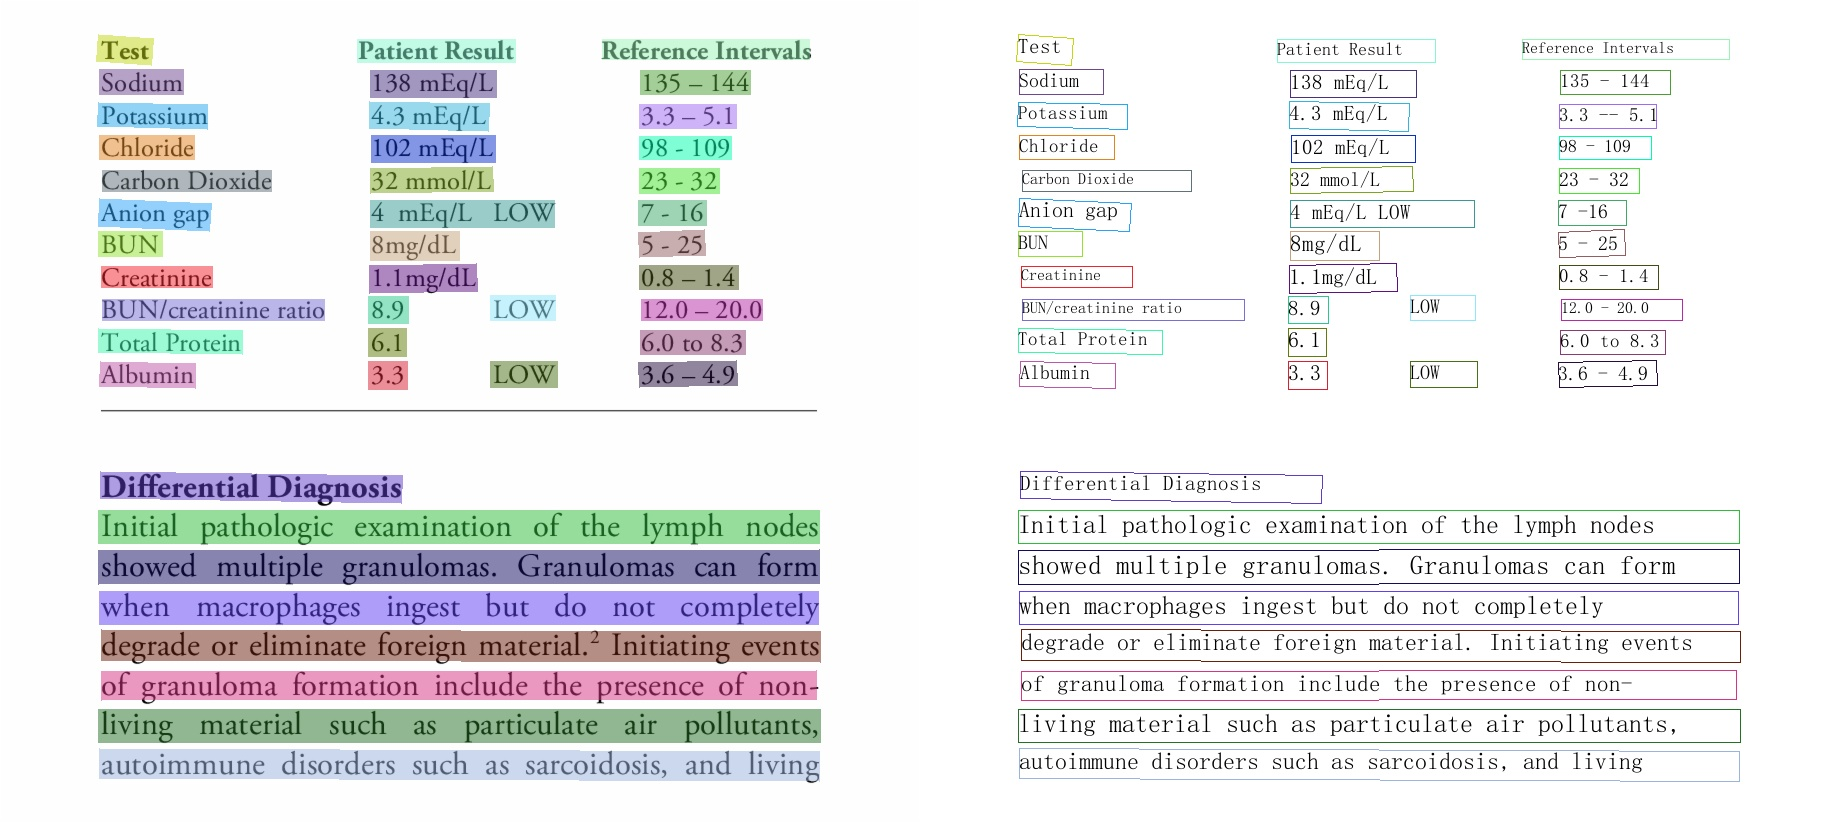 Test Patient Result Reference Intervals
Sodium 138 mEq/L 135 – 144
Potassium 4.3 mEq/L 3.3 – 5.1
Chloride 102 mEq/L 98 - 109
Carbon Dioxide 32 mmol/L 23 - 32
Anion gap 4 mEq/L LOW 7 - 16
BUN 8mg/dL 5 - 25
Creatinine 1.1mg/dL 0.8 – 1.4
BUN/creatinine ratio 8.9 LOW 12.0 – 20.0
Total Protein 6.1 6.0 to 8.3
Albumin 3.3 LOW 3.6 – 4.9
Differential Diagnosis
Initial pathologic examination of the lymph nodes
showed multiple granulomas. Granulomas can form
when macrophages ingest but do not completely
degrade or eliminate foreign material.² Initiating events
of granuloma formation include the presence of non-
living material such as particulate air pollutants,
autoimmune disorders such as sarcoidosis, and living
Test Patient Result Reference Intervals
Sodium 138 mEq/L 135 - 144
Potassium 4.3 mEq/L 3.3 -- 5.1
Chloride 102 mEq/L 98 - 109
Carbon Dioxide 32 mmol/L 23 - 32
Anion gap 4 mEq/L LOW 7 -16
BUN 8mg/dL 5 - 25
Creatinine 1.1mg/dL 0.8 - 1.4
BUN/creatinine ratio 8.9 LOW 12.0 - 20.0
Total Protein 6.1 6.0 to 8.3
Albumin 3.3 LOW 3.6 - 4.9
Differential Diagnosis
Initial pathologic examination of the lymph nodes
showed multiple granulomas. Granulomas can form
when macrophages ingest but do not completely
degrade or eliminate foreign material. Initiating events
of granuloma formation include the presence of non-
living material such as particulate air pollutants,
autoimmune disorders such as sarcoidosis, and living